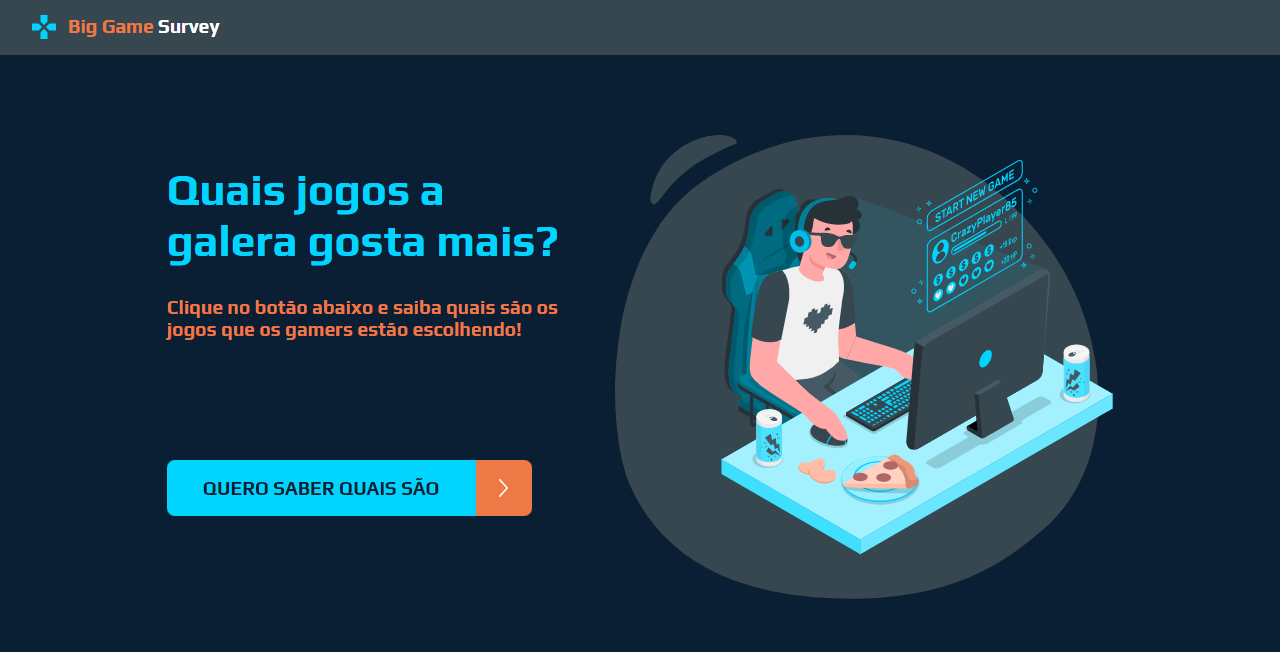 Big Game Survey
Quais jogos a
galera gosta mais?
Clique no botão abaixo e saiba quais são os
jogos que os gamers estão escolhendo!
QUERO SABER QUAIS SÃO
START NEW GAME
CrazyPlayer85